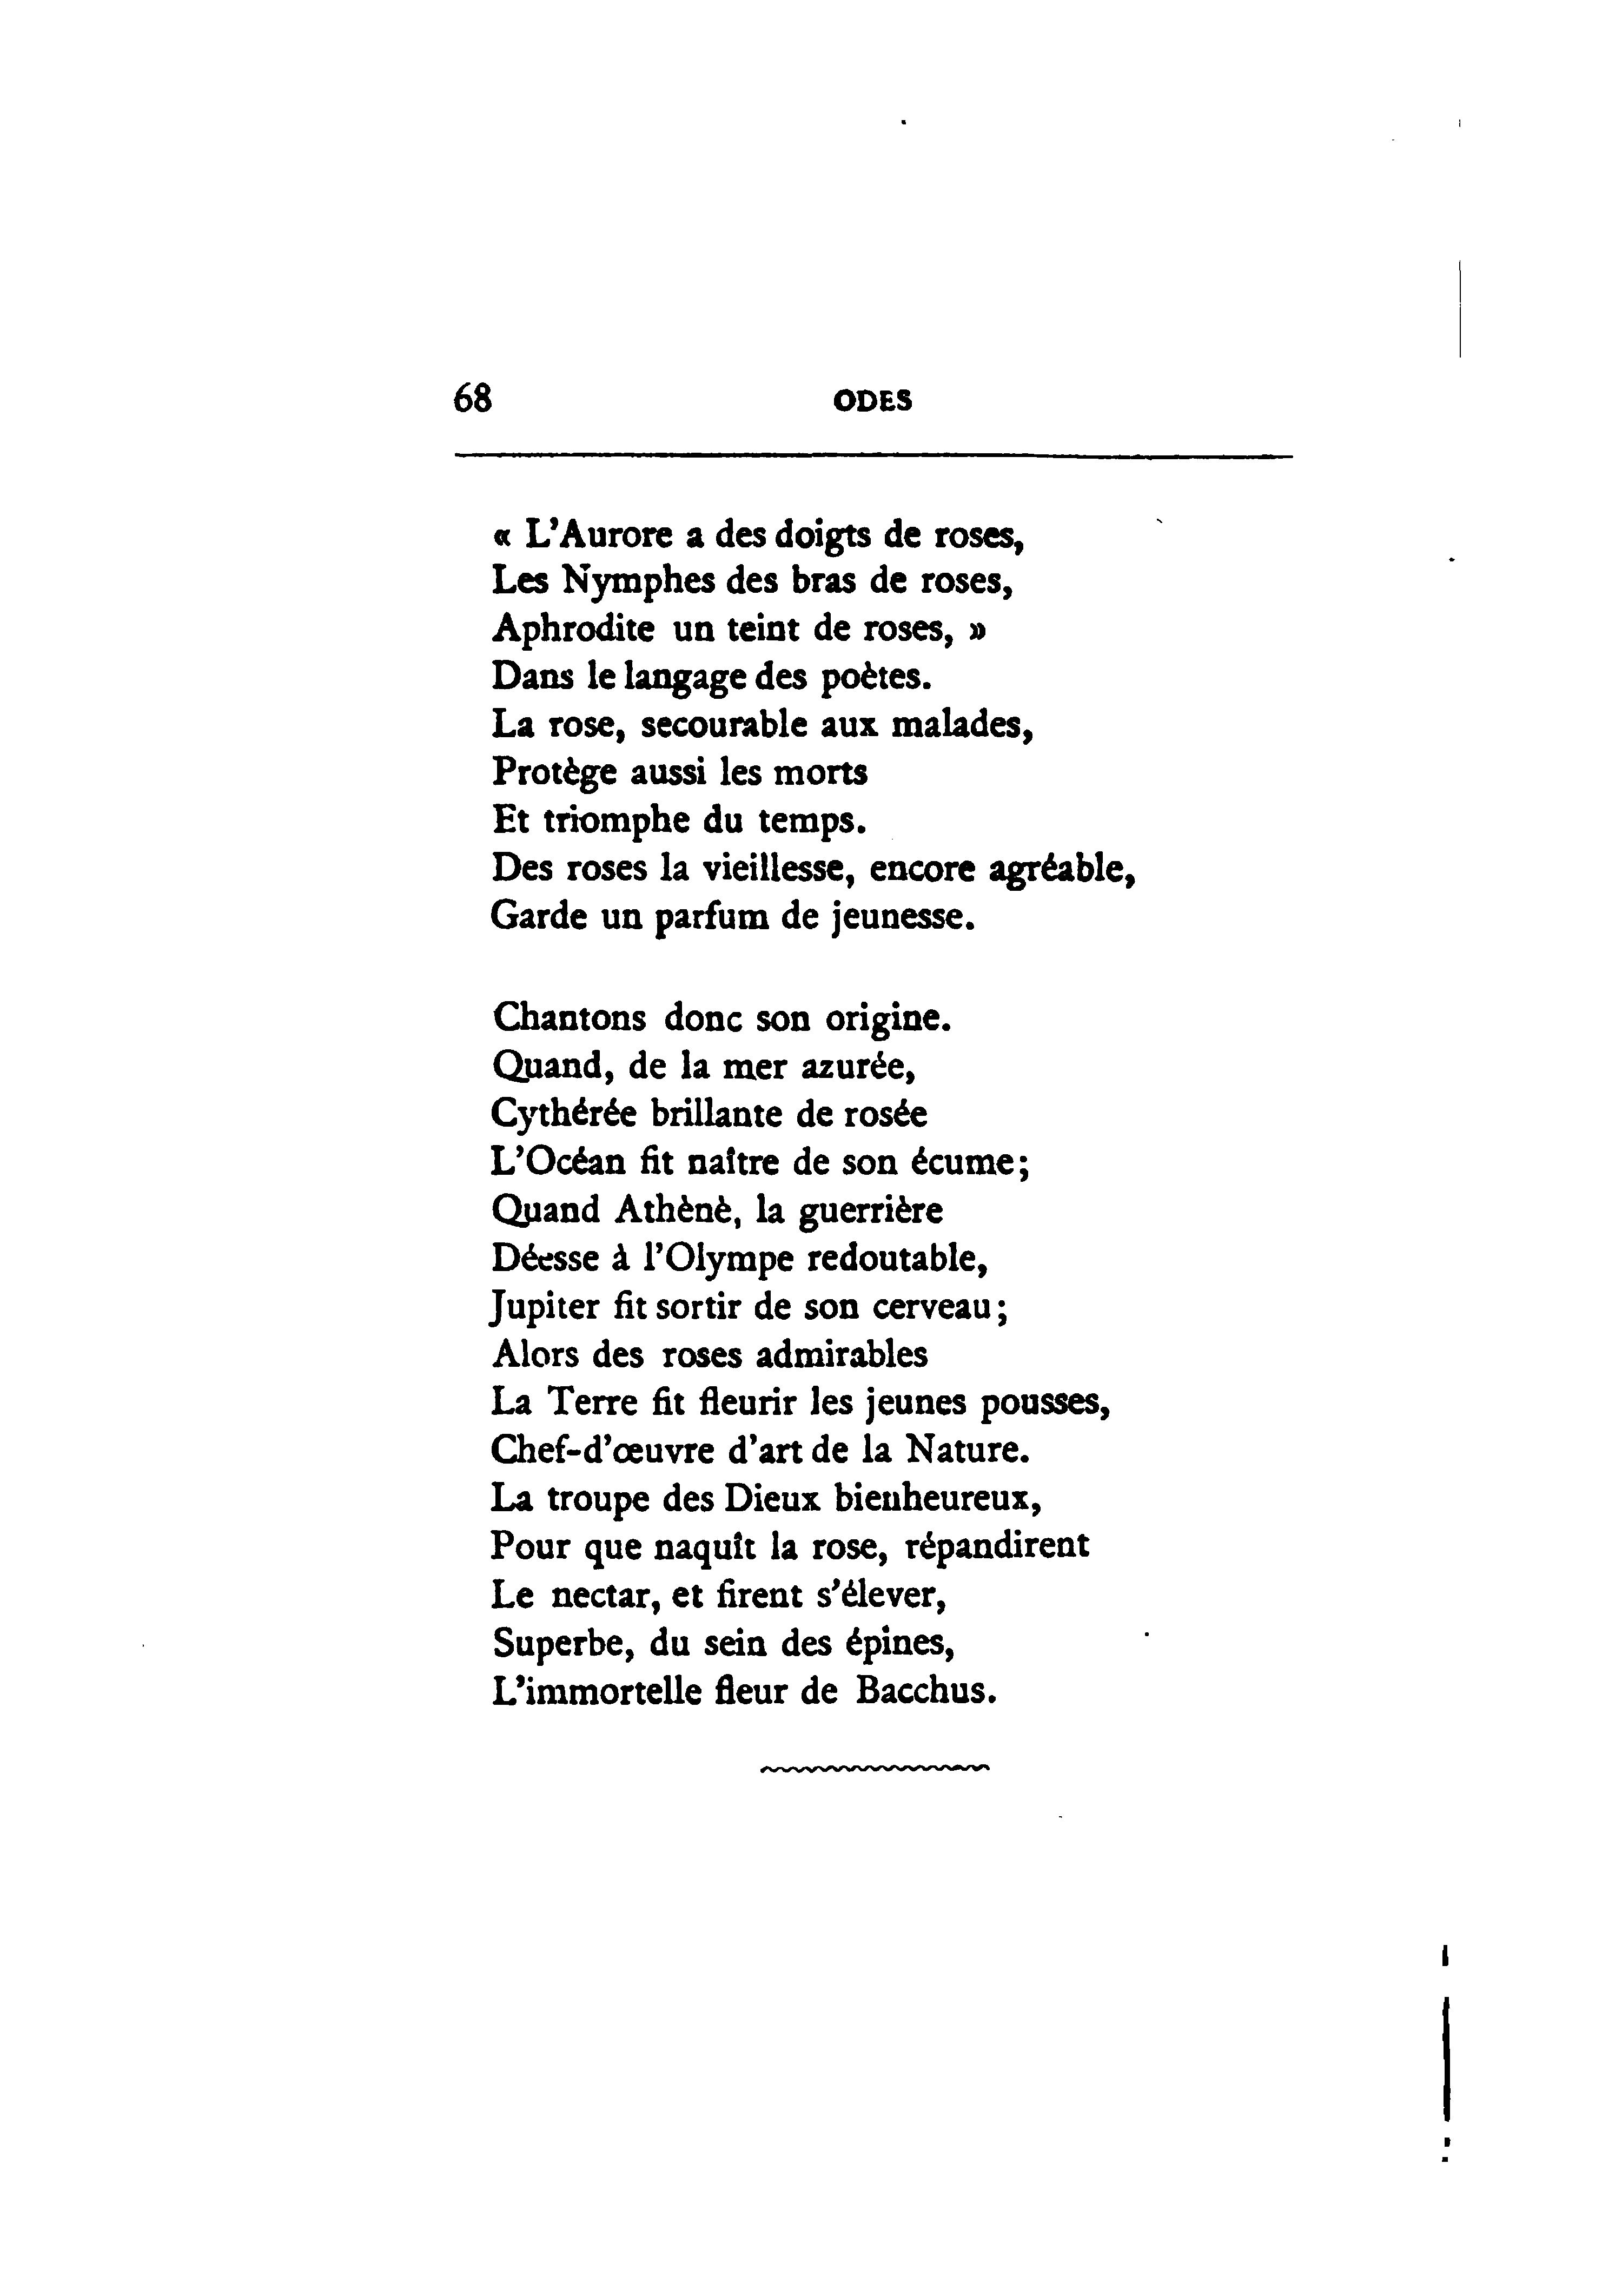 68 ODES
« L'Aurore a des doigts de roses,
Les Nymphes des bras de roses,
Aphrodite un teint de roses, »
Dans le langage des poètes.
La rose, secourable aux malades,
Protège aussi les morts
Et triomphe du temps.
Des roses la vieillesse, encore agréable,
Garde un parfum de jeunesse.
Chantons donc son origine.
Quand, de la mer azurée,
Cythérée brillante de rosée
L'Océan fit naître de son écume;
Quand Athènè, la guerrière
Déesse à l'Olympe redoutable,
Jupiter fit sortir de son cerveau;
Alors des roses admirables
La Terre fit fleurir les jeunes pousses,
Chef-d'œuvre d'art de la Nature.
La troupe des Dieux bienheureux,
Pour que naquît la rose, répandirent
Le nectar, et firent s'élever,
Superbe, du sein des épines,
L'immortelle fleur de Bacchus.